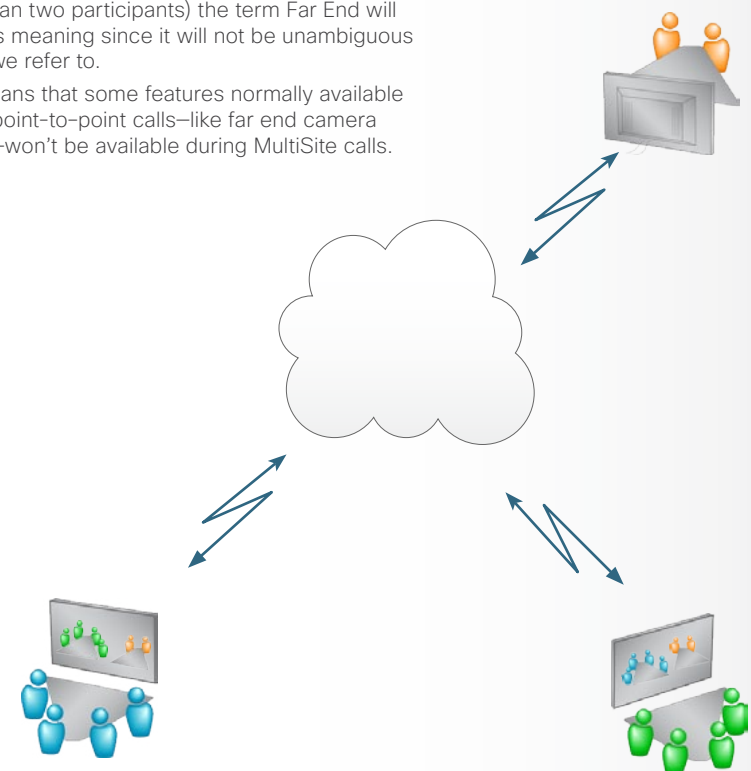 an two participants) the term Far End will
s meaning since it will not be unambiguous
we refer to.
ans that some features normally available
point-to-point calls—like far end camera
-won't be available during MultiSite calls.